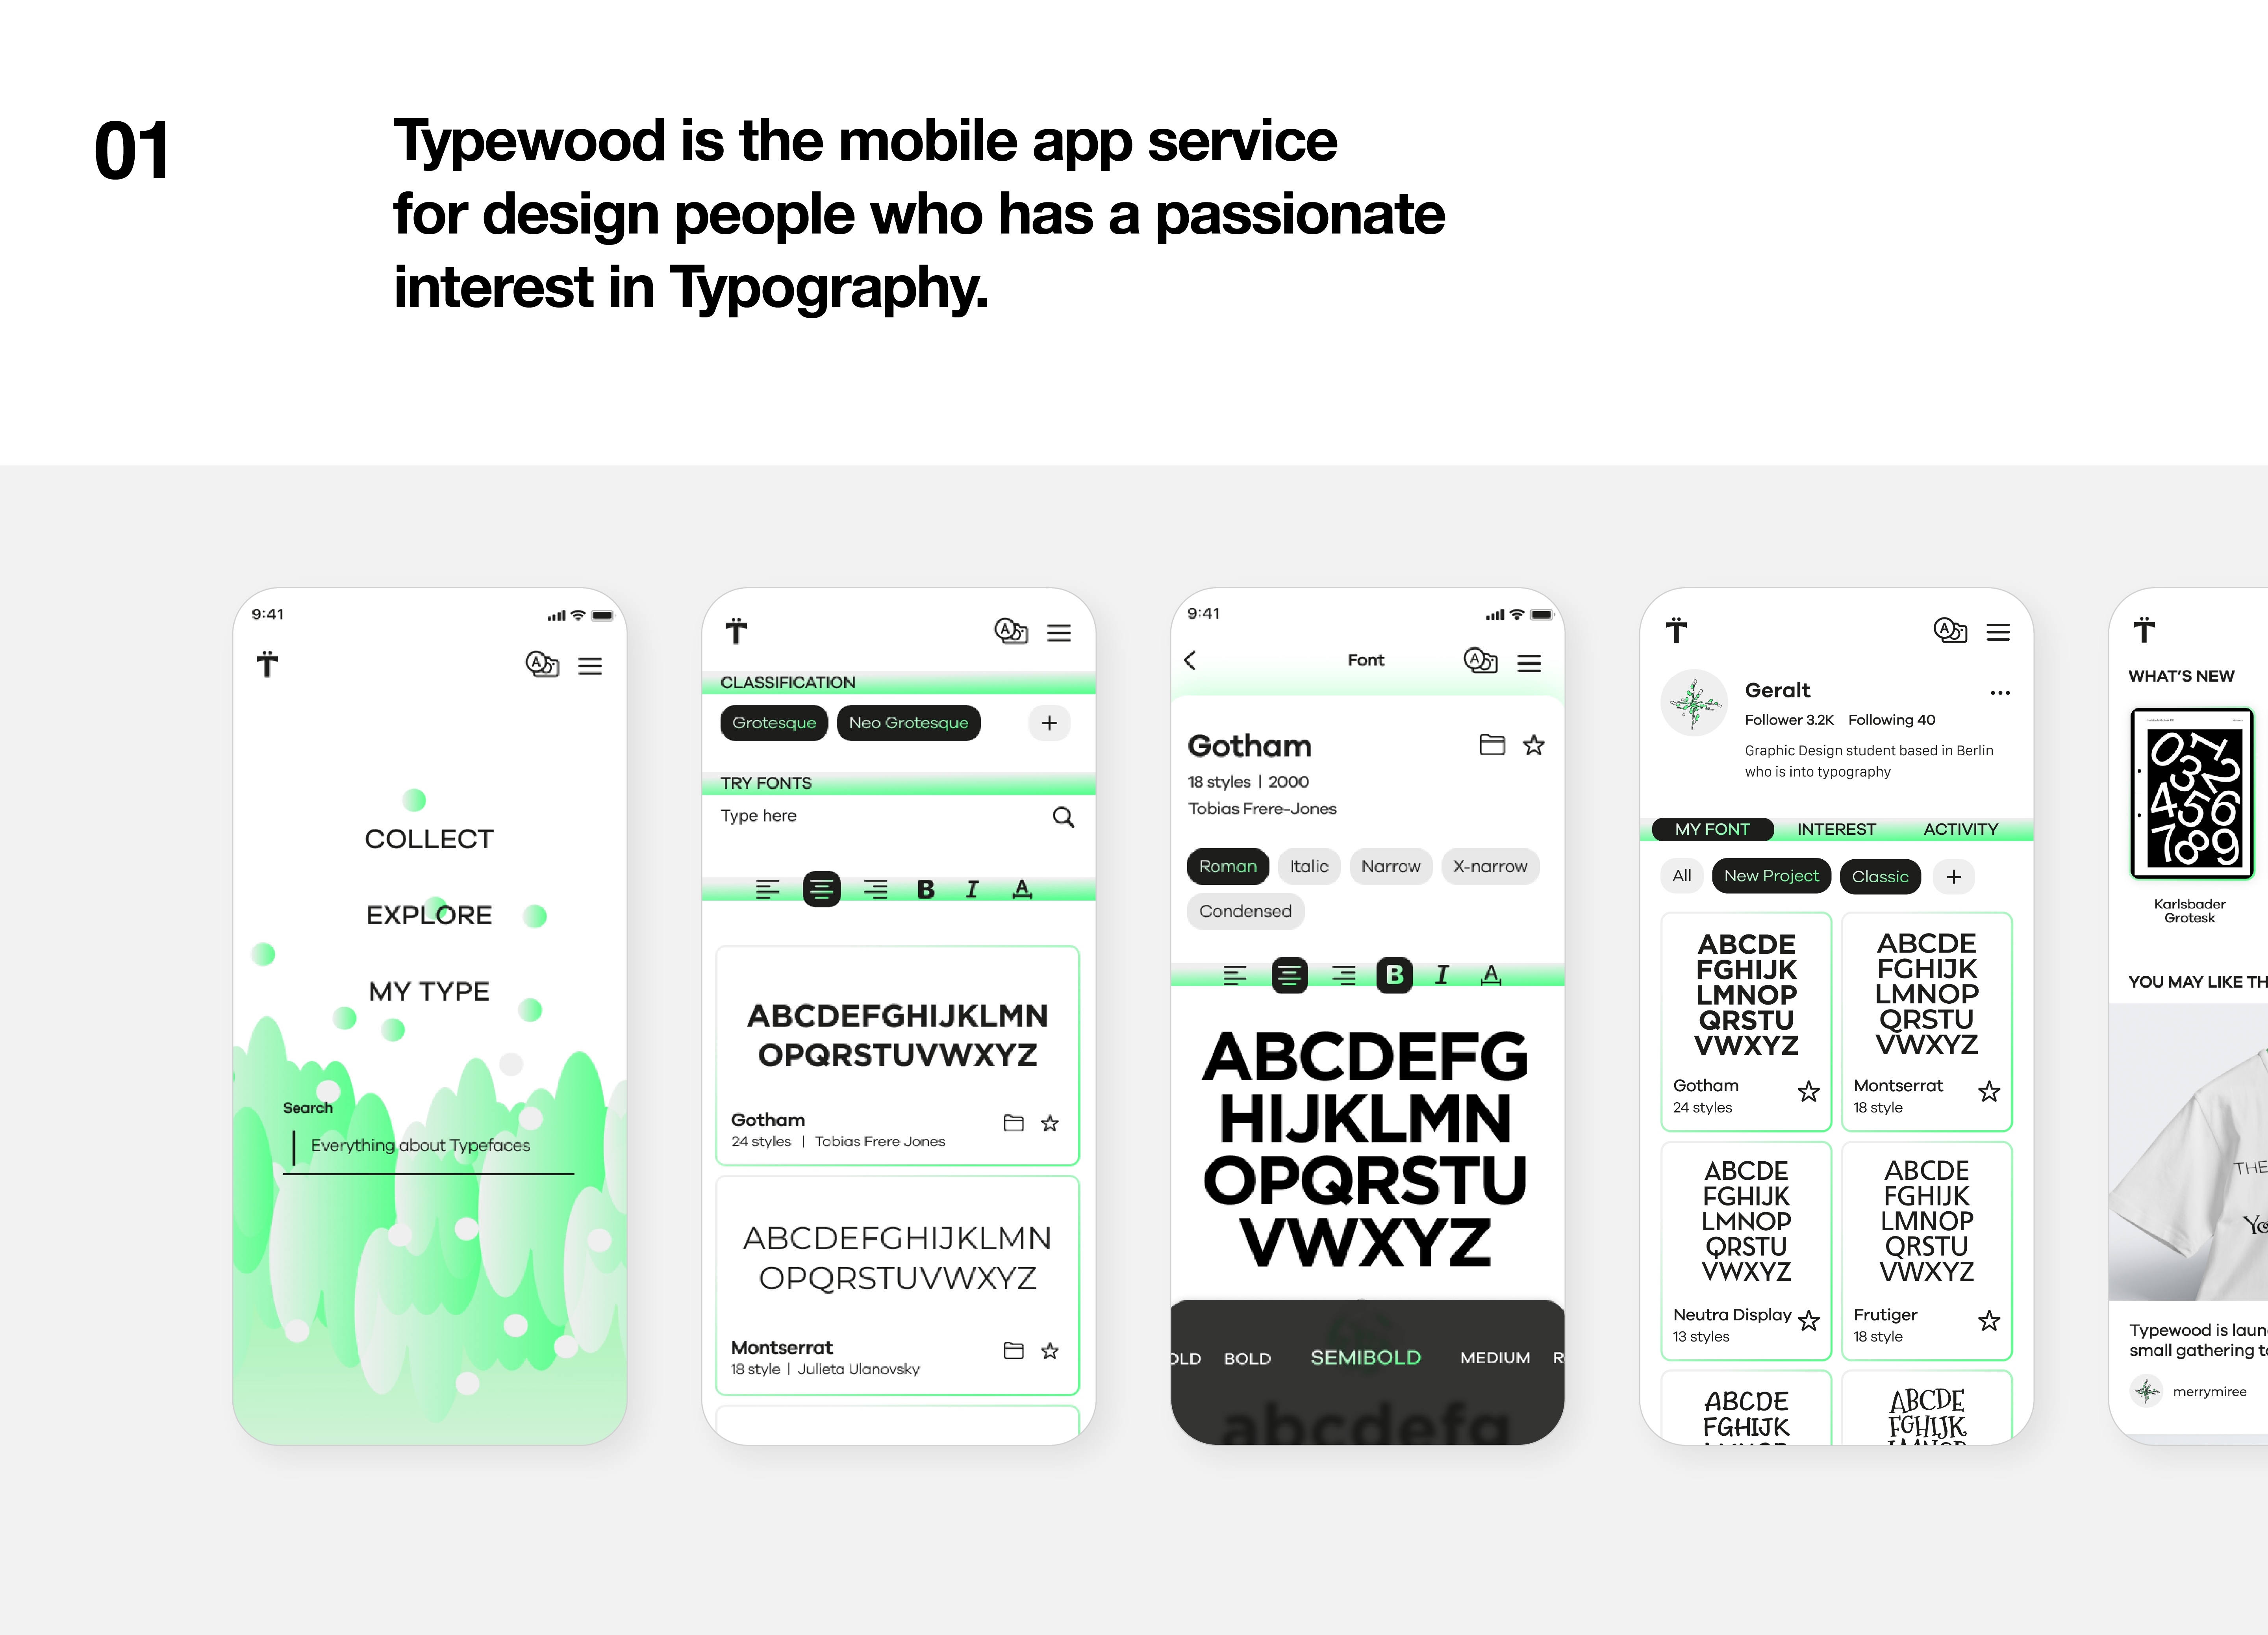 01
Typewood is the mobile app service
for design people who has a passionate
interest in Typography.
9:41
COLLECT
EXPLORE
MY TYPE
Search
Everything about Typefaces
CLASSIFICATION
Grotesque Neo Grotesque +
TRY FONTS
Type here
B I A
ABCDEFGHIJKLMN
OPQRSTUVWXYZ
Gotham
24 styles | Tobias Frere Jones
ABCDEFGHIJKLMN
OPQRSTUVWXYZ
Montserrat
18 style | Julieta Ulanovsky
9:41
Font
Gotham
18 styles | 2000
Tobias Frere-Jones
Roman Italic Narrow X-narrow
Condensed
B I A
ABCDEFG
HIJKLMN
OPQRSTU
VWXYZ
OLD BOLD SEMIBOLD MEDIUM R
abcdefg
Geralt
Follower 3.2K Following 40
Graphic Design student based in Berlin
who is into typography
MY FONT INTEREST ACTIVITY
All New Project Classic +
ABCDE
FGHIJK
LMNOP
QRSTU
VWXYZ
Gotham
24 styles
ABCDE
FGHIJK
LMNOP
QRSTU
VWXYZ
Montserrat
18 style
ABCDE
FGHIJK
LMNOP
QRSTU
VWXYZ
Neutra Display
13 styles
ABCDE
FGHIJK
LMNOP
QRSTU
VWXYZ
Frutiger
18 style
ABCDE
FGHIJK
ABCDE
FGHIJK
WHAT'S NEW
0123456789
Karlsbader
Grotesk
YOU MAY LIKE TH
THE
Yo
Typewood is laun
small gathering to
merrymiree